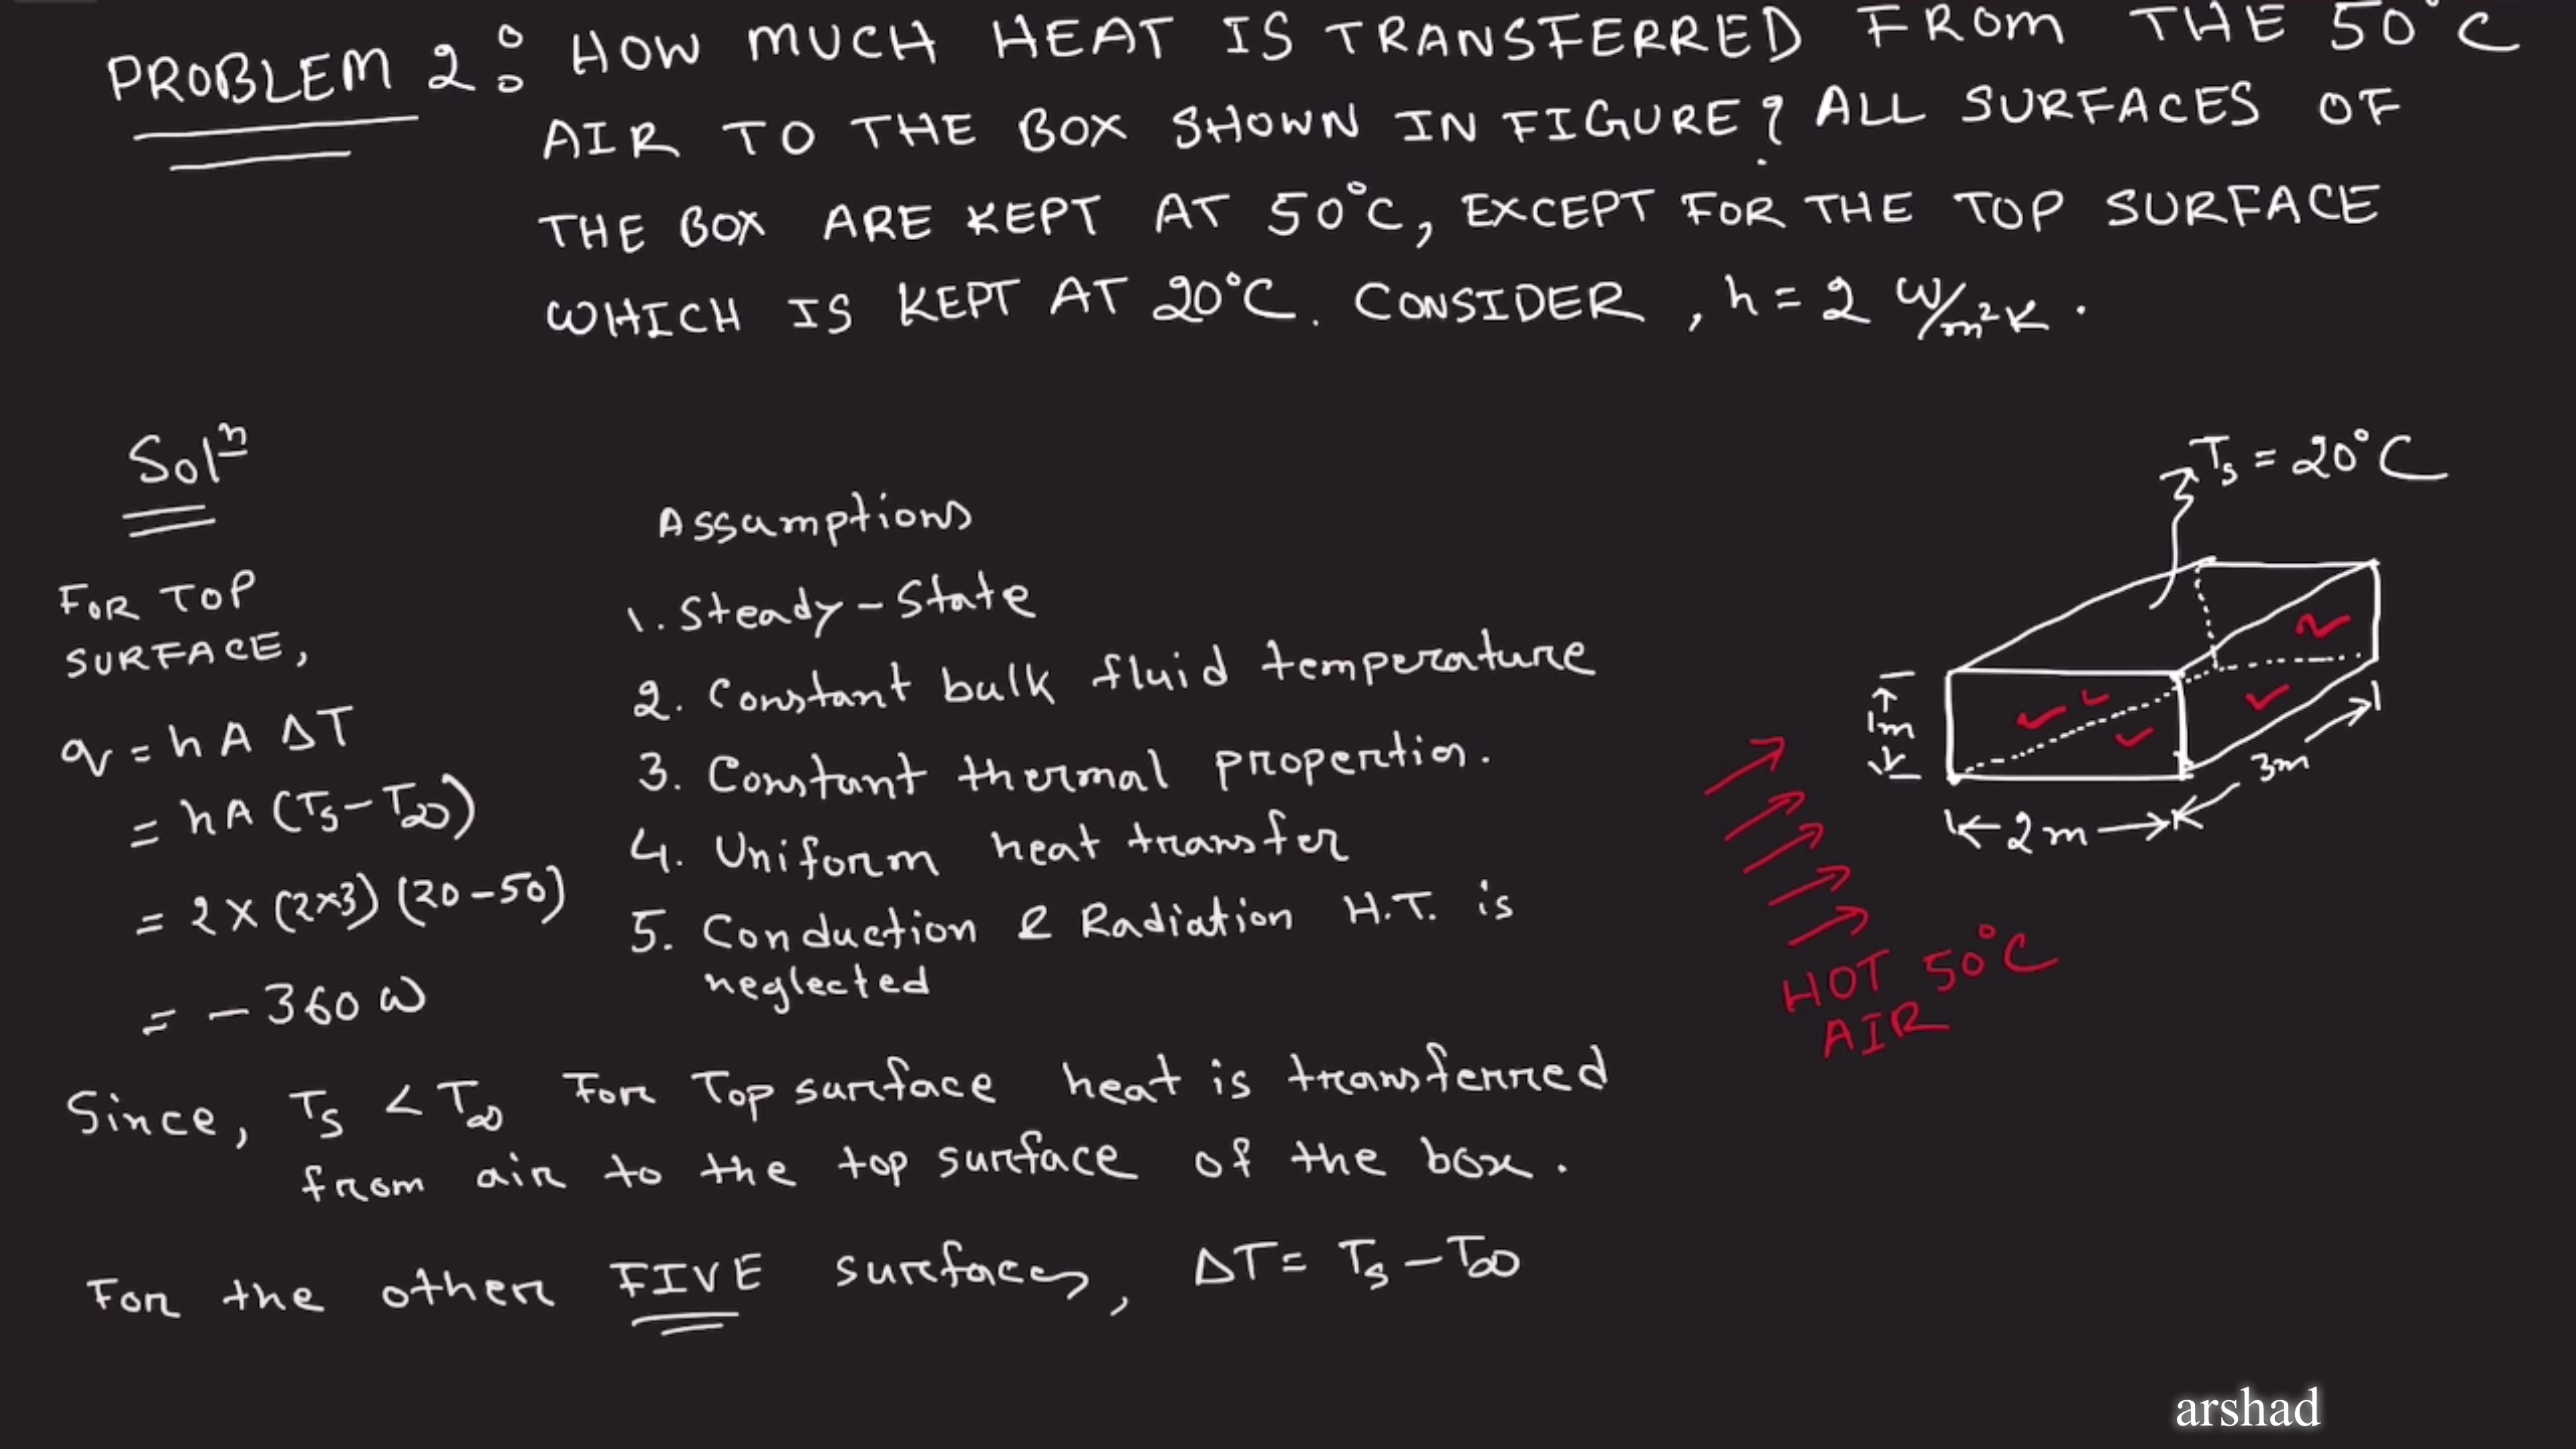 PROBLEM 2: HOW MUCH HEAT IS TRANSFERRED FROM THE 50°C
AIR TO THE BOX SHOWN IN FIGURE? ALL SURFACES OF
THE BOX ARE KEPT AT 50°C, EXCEPT FOR THE TOP SURFACE
WHICH IS KEPT AT 20°C. CONSIDER, h = 2 W/m²K.
Solⁿ
FOR TOP
SURFACE,
q = h A ΔT
= hA (Ts - T∞)
= 2 × (2×3) (20-50)
= - 360 W
Assumptions
1. Steady-State
2. Constant bulk fluid temperature
3. Constant thermal properties.
4. Uniform heat transfer
5. Conduction & Radiation H.T. is
neglected
Since, Ts < T∞ For Top surface heat is transferred
from air to the top surface of the box.
For the other FIVE surfaces, ΔT = Ts - T∞
Ts = 20°C
1m
2m
3m
HOT 50°C
AIR
arshad